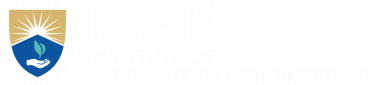 IARE
INSTITUTE OF
AERONAUTICAL ENGINEERING